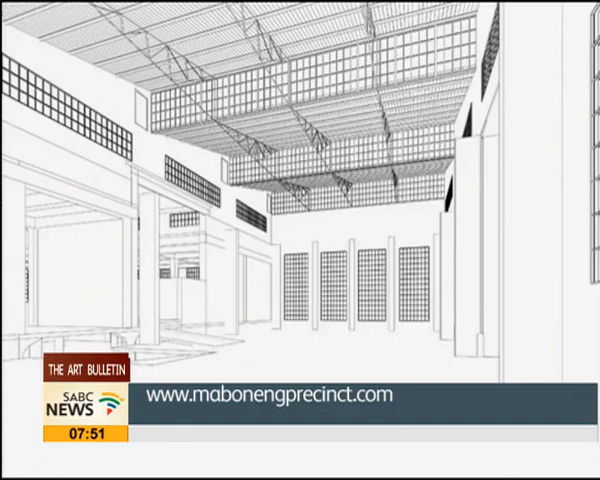 THE ART BULLETIN
www.mabonengprecinct.com
SABC
NEWS
07:51